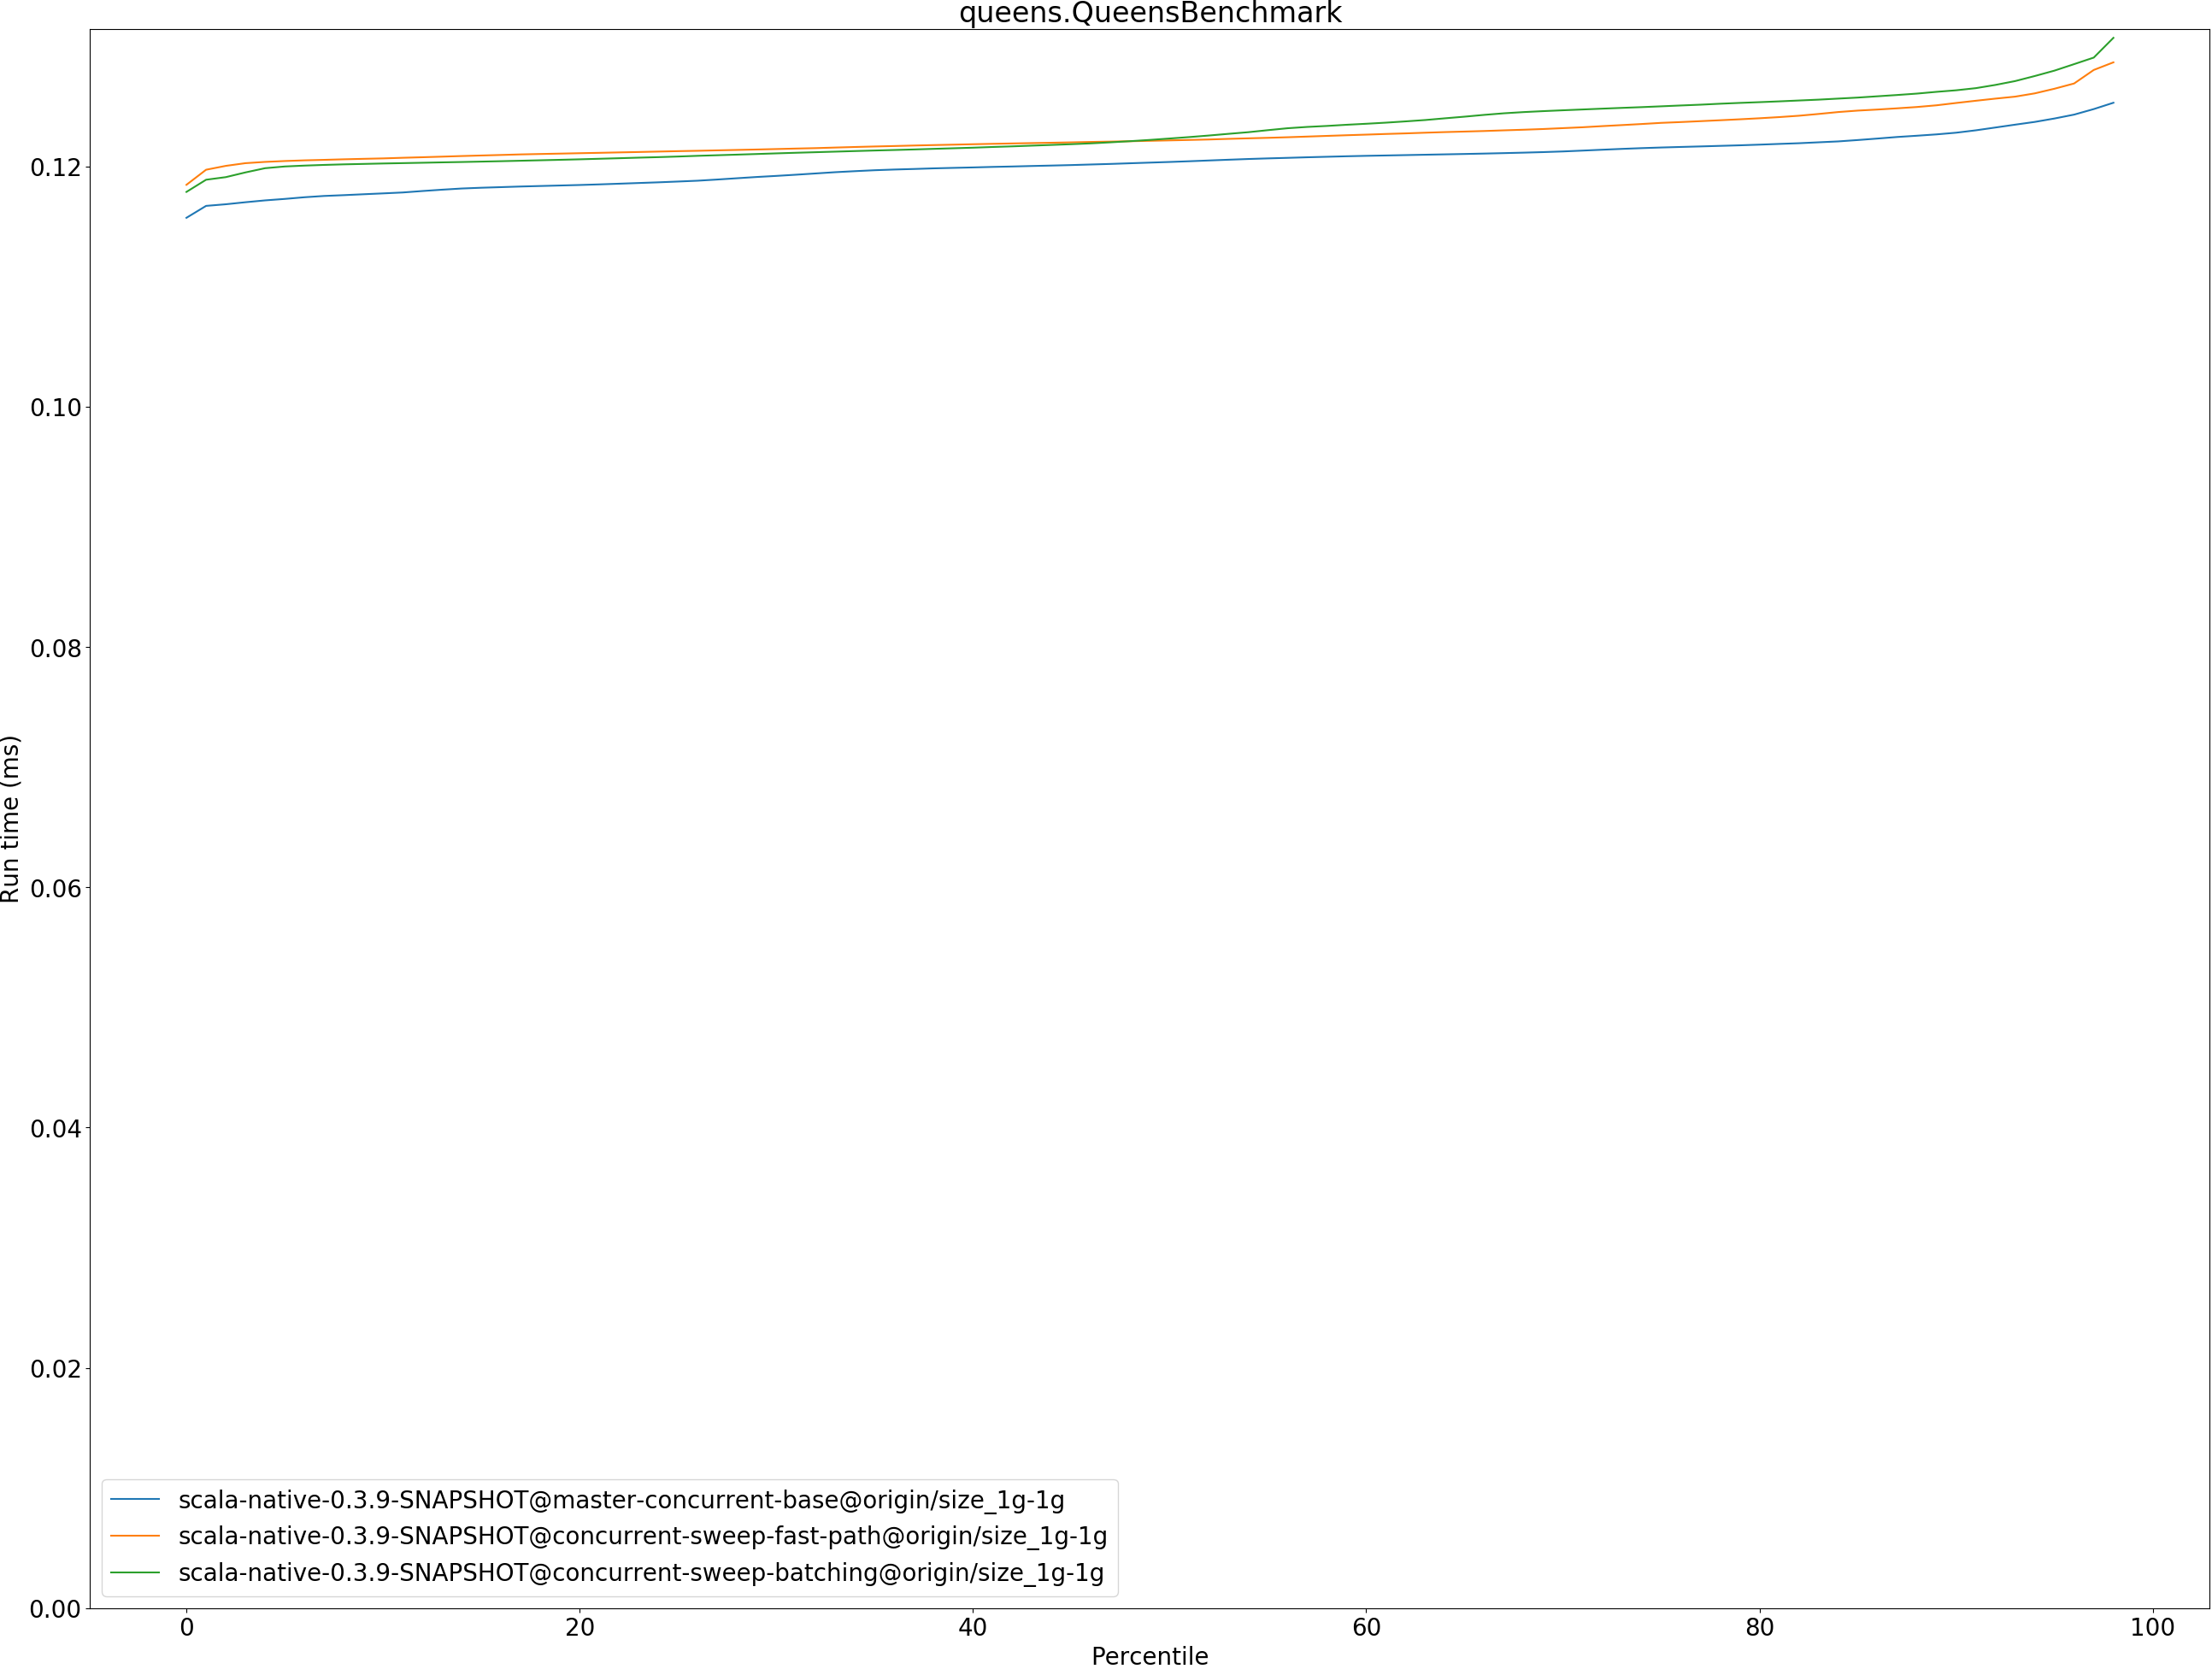 queens.QueensBenchmark
Run time (ms)
0.12
0.10
0.08
0.06
0.04
0.02
0.00
scala-native-0.3.9-SNAPSHOT@master-concurrent-base@origin/size_1g-1g
scala-native-0.3.9-SNAPSHOT@concurrent-sweep-fast-path@origin/size_1g-1g
scala-native-0.3.9-SNAPSHOT@concurrent-sweep-batching@origin/size_1g-1g
0 20 40 60 80 100
Percentile